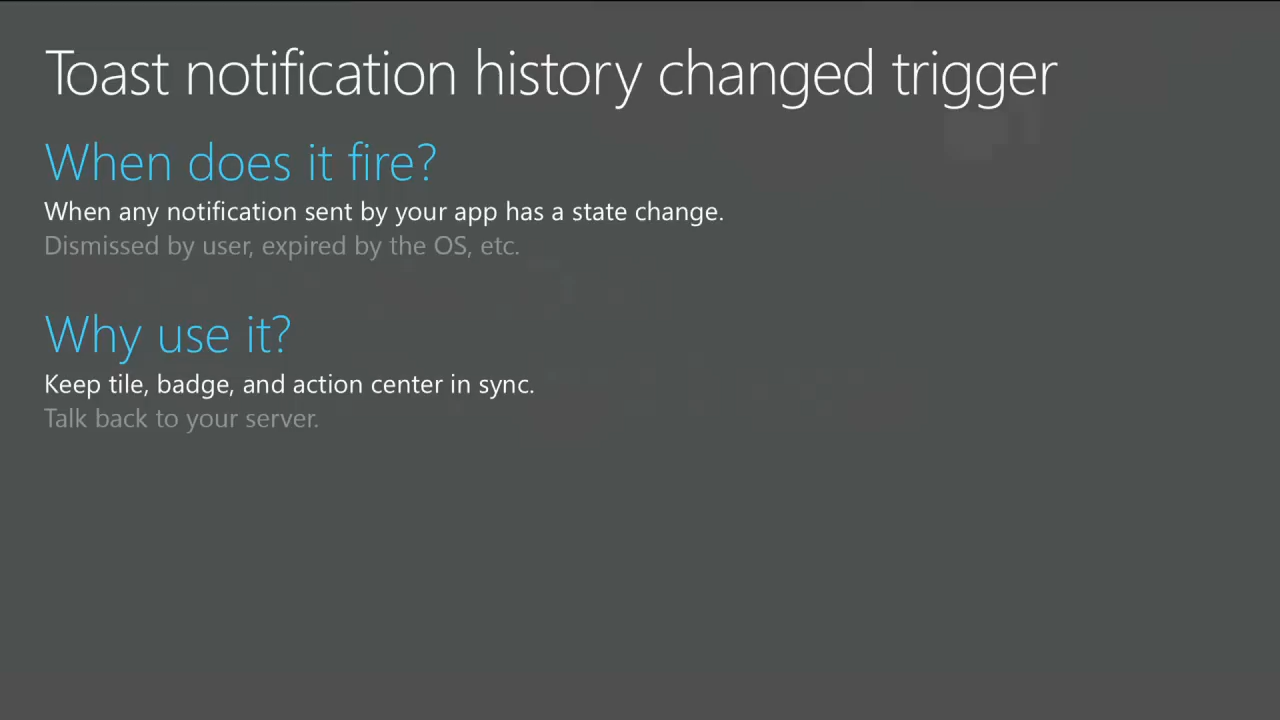 Toast notification history changed trigger
When does it fire?
When any notification sent by your app has a state change.
Dismissed by user, expired by the OS, etc.
Why use it?
Keep tile, badge, and action center in sync.
Talk back to your server.